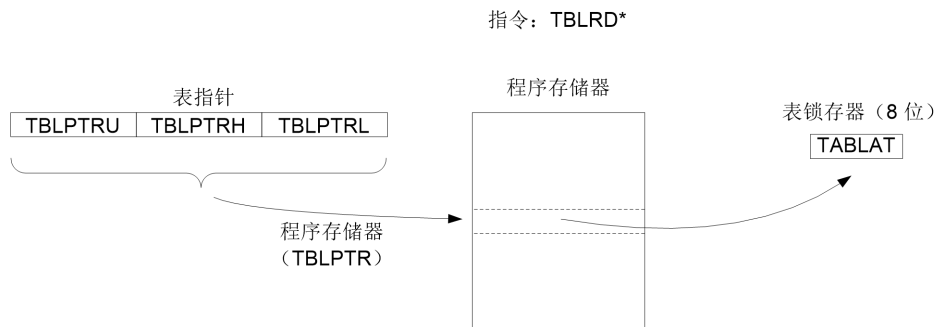 指令：TBLRD*
表指针
TBLPTRU TBLPTRH TBLPTRL
程序存储器
表锁存器（8 位）
TABLAT
程序存储器
（TBLPTR）